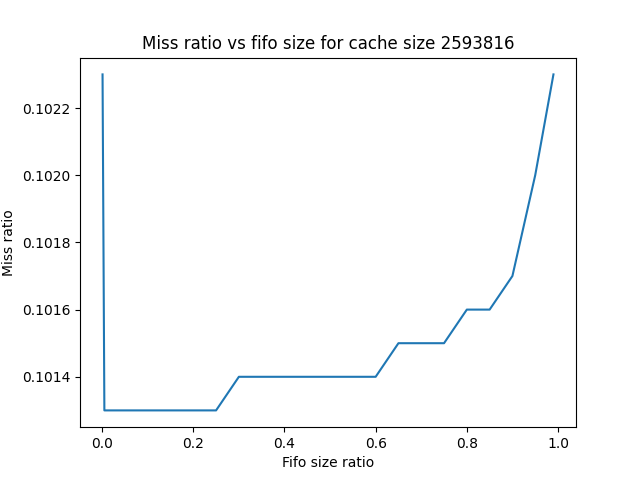 Miss ratio vs fifo size for cache size 2593816
0.1022
0.1020
0.1018
0.1016
0.1014
Miss ratio
0.0 0.2 0.4 0.6 0.8 1.0
Fifo size ratio